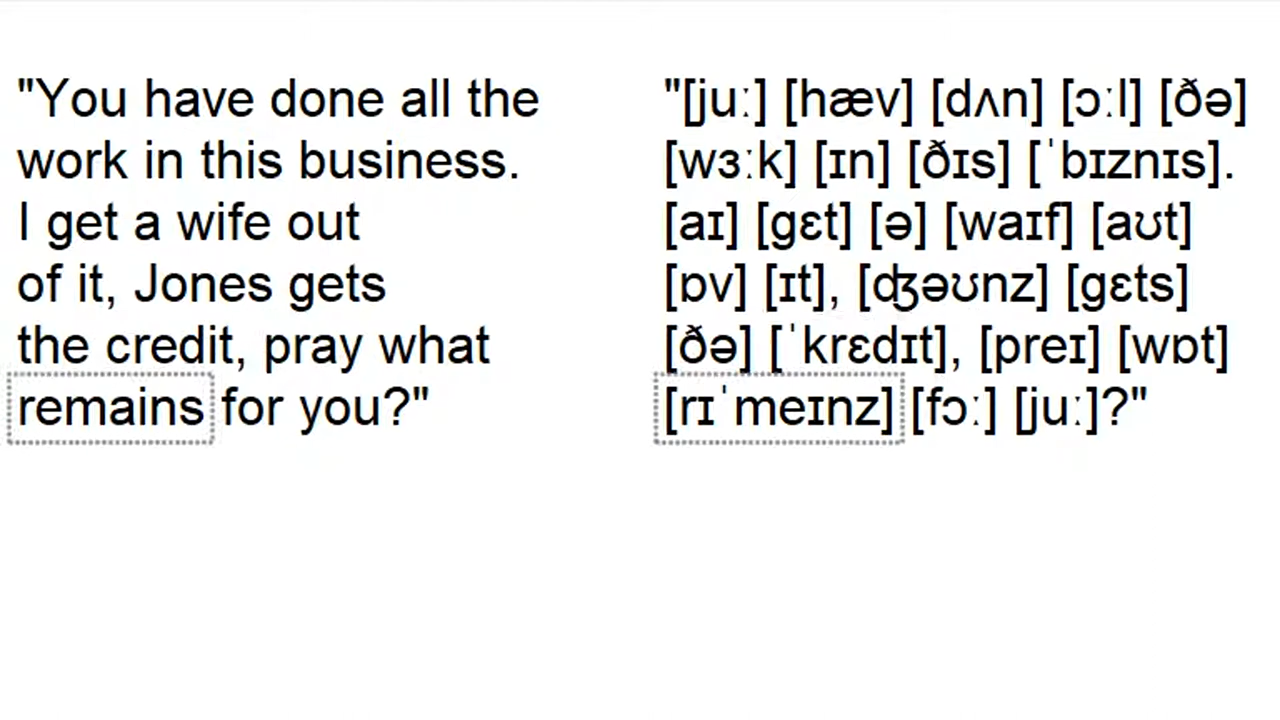 "You have done all the
work in this business.
I get a wife out
of it, Jones gets
the credit, pray what
remains for you?"
"[juː] [hæv] [dʌn] [ɔːl] [ðə]
[wɜːk] [ɪn] [ðɪs] [ˈbɪznɪs].
[aɪ] [gɛt] [ə] [waɪf] [aʊt]
[ɒv] [ɪt], [ʤəʊnz] [gɛts]
[ðə] [ˈkrɛdɪt], [preɪ] [wɒt]
[rɪˈmeɪnz] [fɔː] [juː]?"